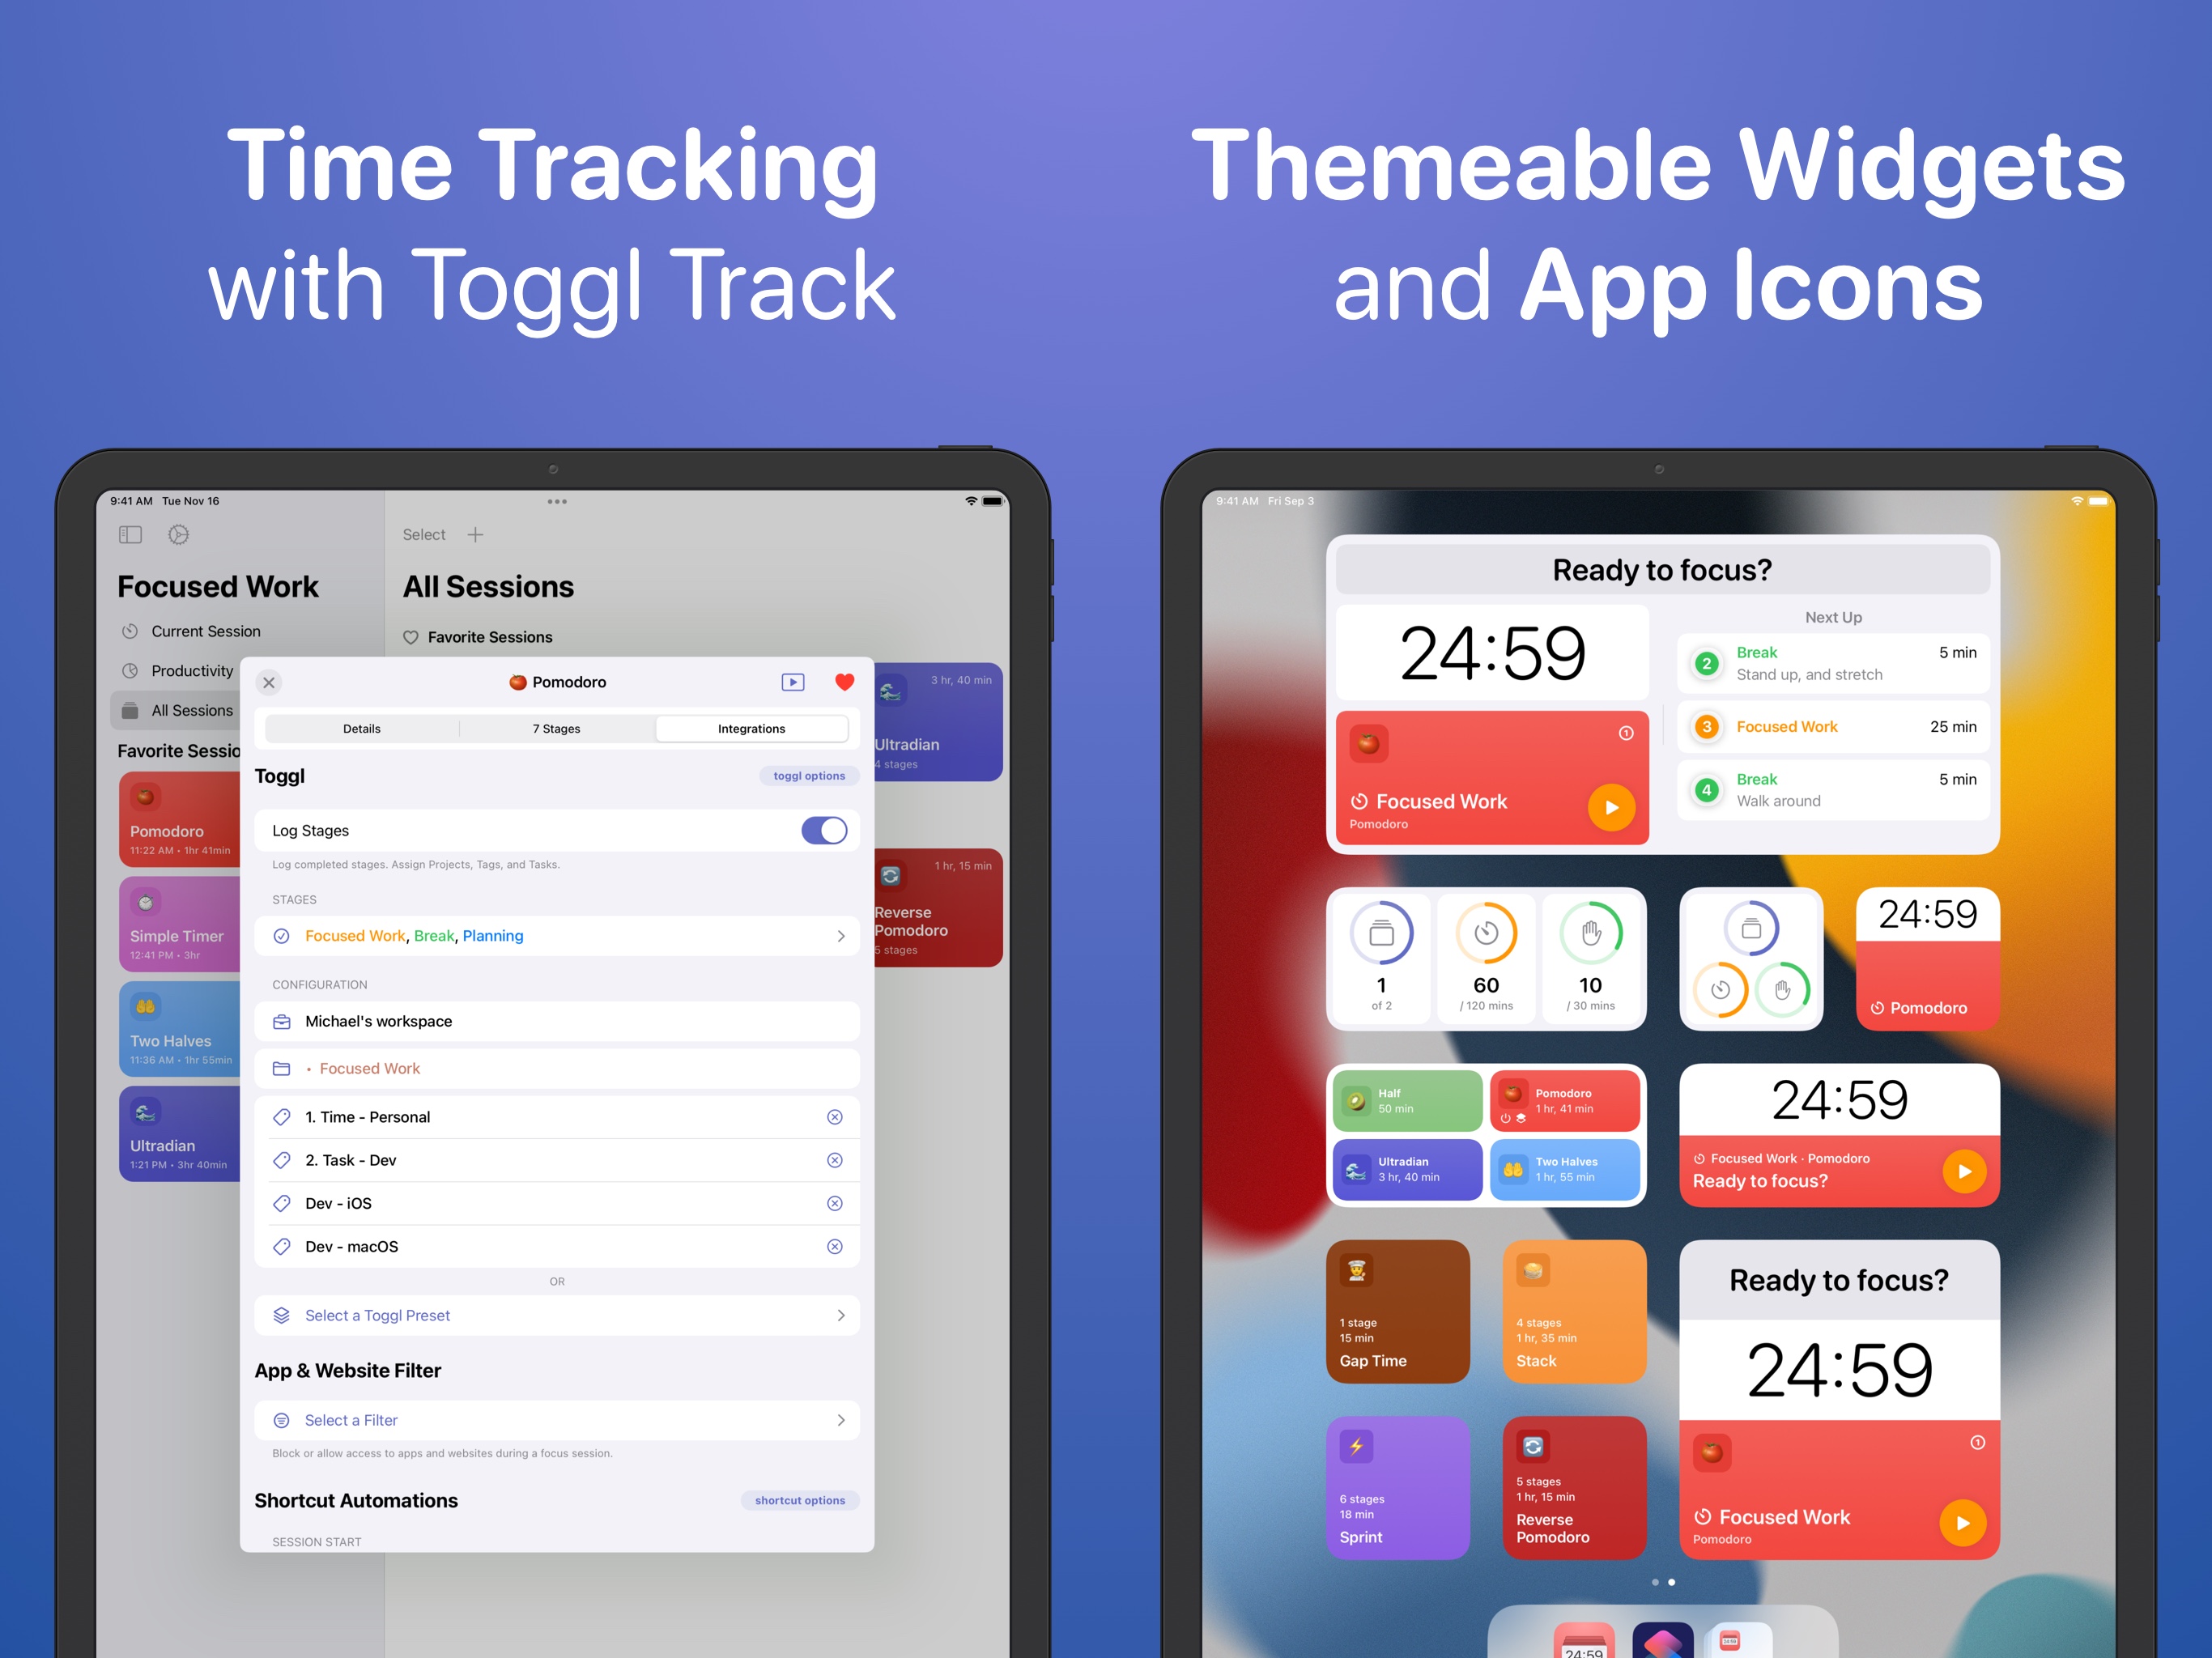 Time Tracking
with Toggl Track
9:41 AM Tue Nov 16
Select
Focused Work
All Sessions
Current Session
Favorite Sessions
Productivity
All Sessions
Favorite Sessio
Pomodoro
11:22 AM • 1hr 41min
Simple Timer
12:41 PM • 3hr
Two Halves
11:36 AM • 1hr 55min
Ultradian
1:21 PM • 3hr 40min
3 hr, 40 min
Ultradian
4 stages
1 hr, 15 min
Reverse
Pomodoro
5 stages
Pomodoro
Details 7 Stages Integrations
Toggl toggl options
Log Stages
Log completed stages. Assign Projects, Tags, and Tasks.
STAGES
Focused Work, Break, Planning
CONFIGURATION
Michael's workspace
• Focused Work
1. Time - Personal
2. Task - Dev
Dev - iOS
Dev - macOS
OR
Select a Toggl Preset
App & Website Filter
Select a Filter
Block or allow access to apps and websites during a focus session.
Shortcut Automations shortcut options
SESSION START
Themeable Widgets
and App Icons
9:41 AM Fri Sep 3
Ready to focus?
24:59
1
Focused Work
Pomodoro
Next Up
2 Break 5 min
Stand up, and stretch
3 Focused Work 25 min
4 Break 5 min
Walk around
1
of 2
60
/ 120 mins
10
/ 30 mins
24:59
Pomodoro
Half
50 min
Pomodoro
1 hr, 41 min
Ultradian
3 hr, 40 min
Two Halves
1 hr, 55 min
24:59
Focused Work · Pomodoro
Ready to focus?
1 stage
15 min
Gap Time
4 stages
1 hr, 35 min
Stack
Ready to focus?
24:59
1
Focused Work
Pomodoro
6 stages
18 min
Sprint
5 stages
1 hr, 15 min
Reverse
Pomodoro
24:59